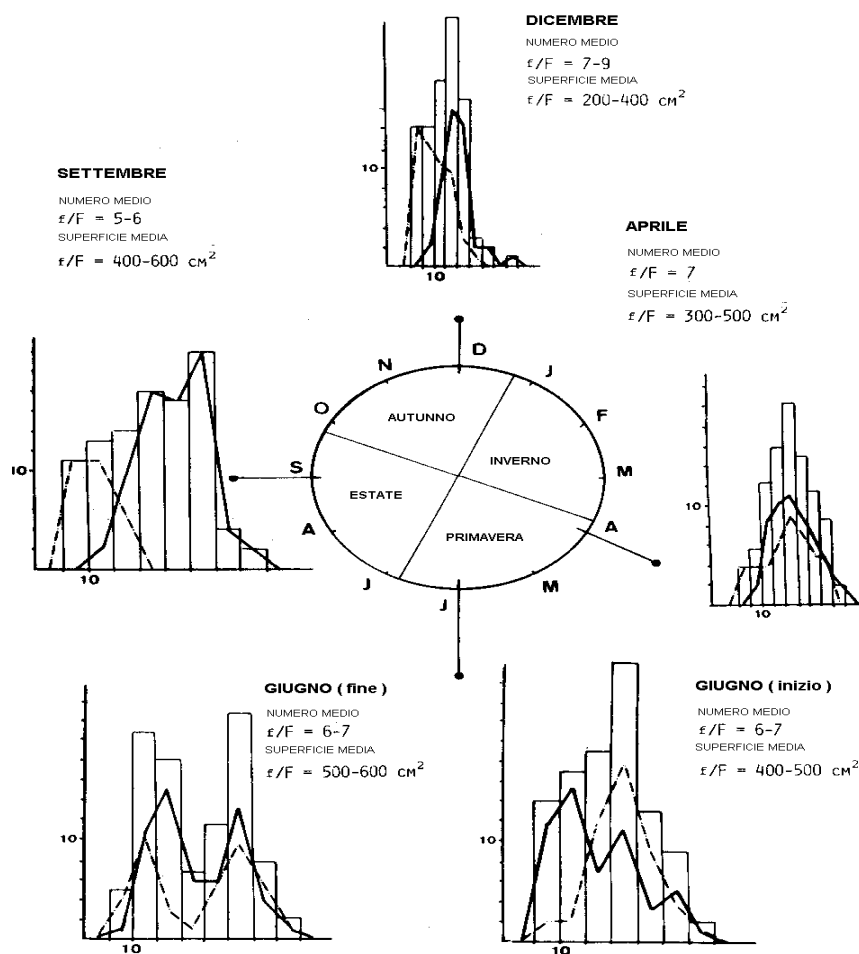 DICEMBRE
NUMERO MEDIO
f/F = 7-9
SUPERFICIE MEDIA
f/F = 200-400 CM²
10
10
SETTEMBRE
NUMERO MEDIO
f/F = 5-6
SUPERFICIE MEDIA
f/F = 400-600 CM²
APRILE
NUMERO MEDIO
f/F = 7
SUPERFICIE MEDIA
f/F = 300-500 CM²
10
10
D
J
F
M
A
M
J
J
A
S
O
N
AUTUNNO
INVERNO
ESTATE
PRIMAVERA
10
10
GIUGNO ( fine )
NUMERO MEDIO
f/F = 6-7
SUPERFICIE MEDIA
f/F = 500-600 CM²
10
10
GIUGNO ( inizio )
NUMERO MEDIO
f/F = 6-7
SUPERFICIE MEDIA
f/F = 400-500 CM²
10
10